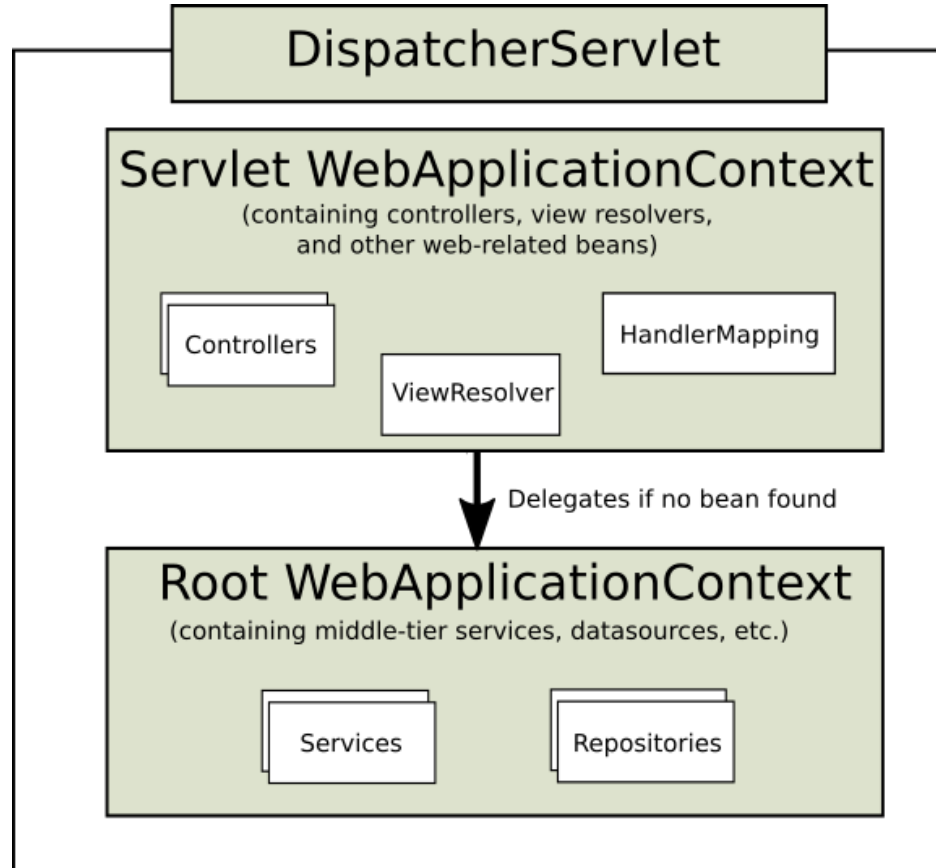 DispatcherServlet
Servlet WebApplicationContext
(containing controllers, view resolvers,
and other web-related beans)
Controllers
HandlerMapping
ViewResolver
Delegates if no bean found
Root WebApplicationContext
(containing middle-tier services, datasources, etc.)
Services
Repositories